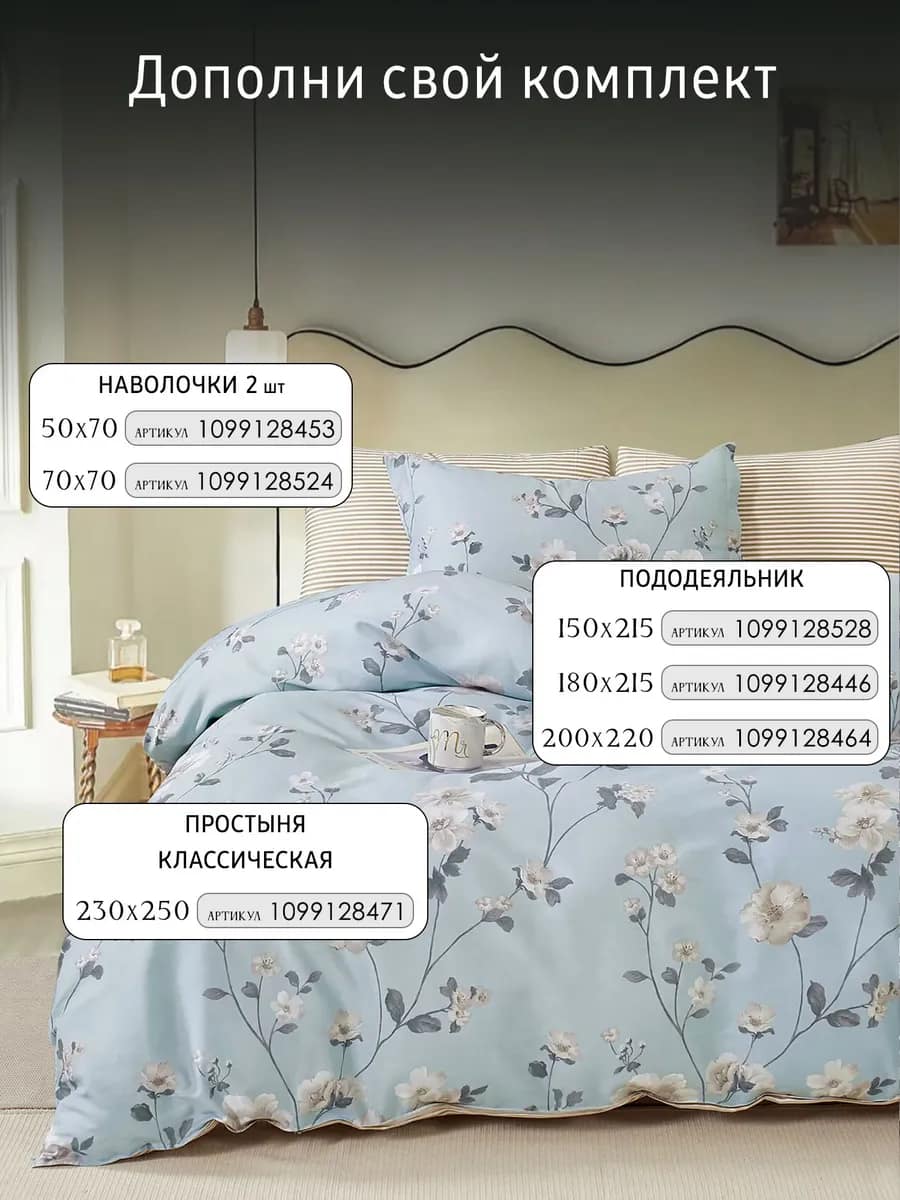 Дополни свой комплект
НАВОЛОЧКИ 2 шт
50x70 АРТИКУЛ 1099128453
70x70 АРТИКУЛ 1099128524
ПОДОДЕЯЛЬНИК
150x215 АРТИКУЛ 1099128528
180x215 АРТИКУЛ 1099128446
200x220 АРТИКУЛ 1099128464
Mr
ПРОСТЫНЯ
КЛАССИЧЕСКАЯ
230x250 АРТИКУЛ 1099128471